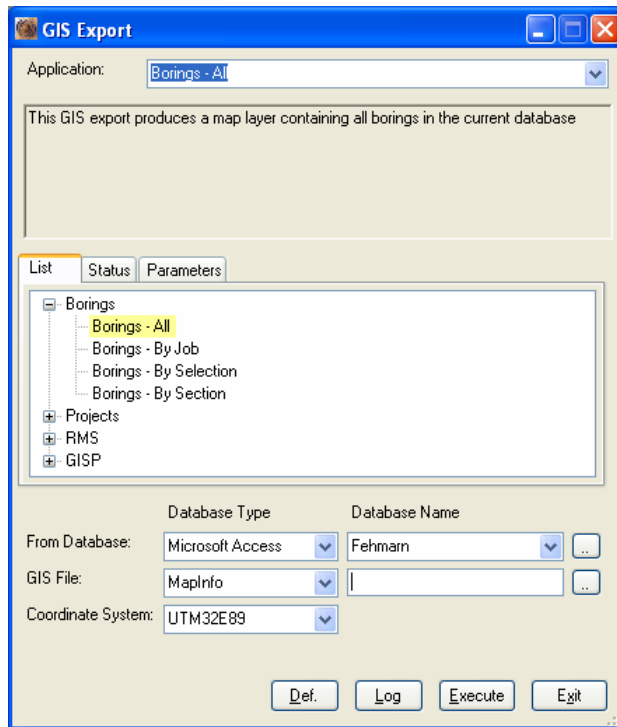 GIS Export
Application: Borings - All
This GIS export produces a map layer containing all borings in the current database
List Status Parameters
Borings
Borings - All
Borings - By Job
Borings - By Selection
Borings - By Section
Projects
RMS
GISP
Database Type Database Name
From Database: Microsoft Access Fehmarn ..
GIS File: MapInfo ..
Coordinate System: UTM32E89
Def. Log Execute Exit